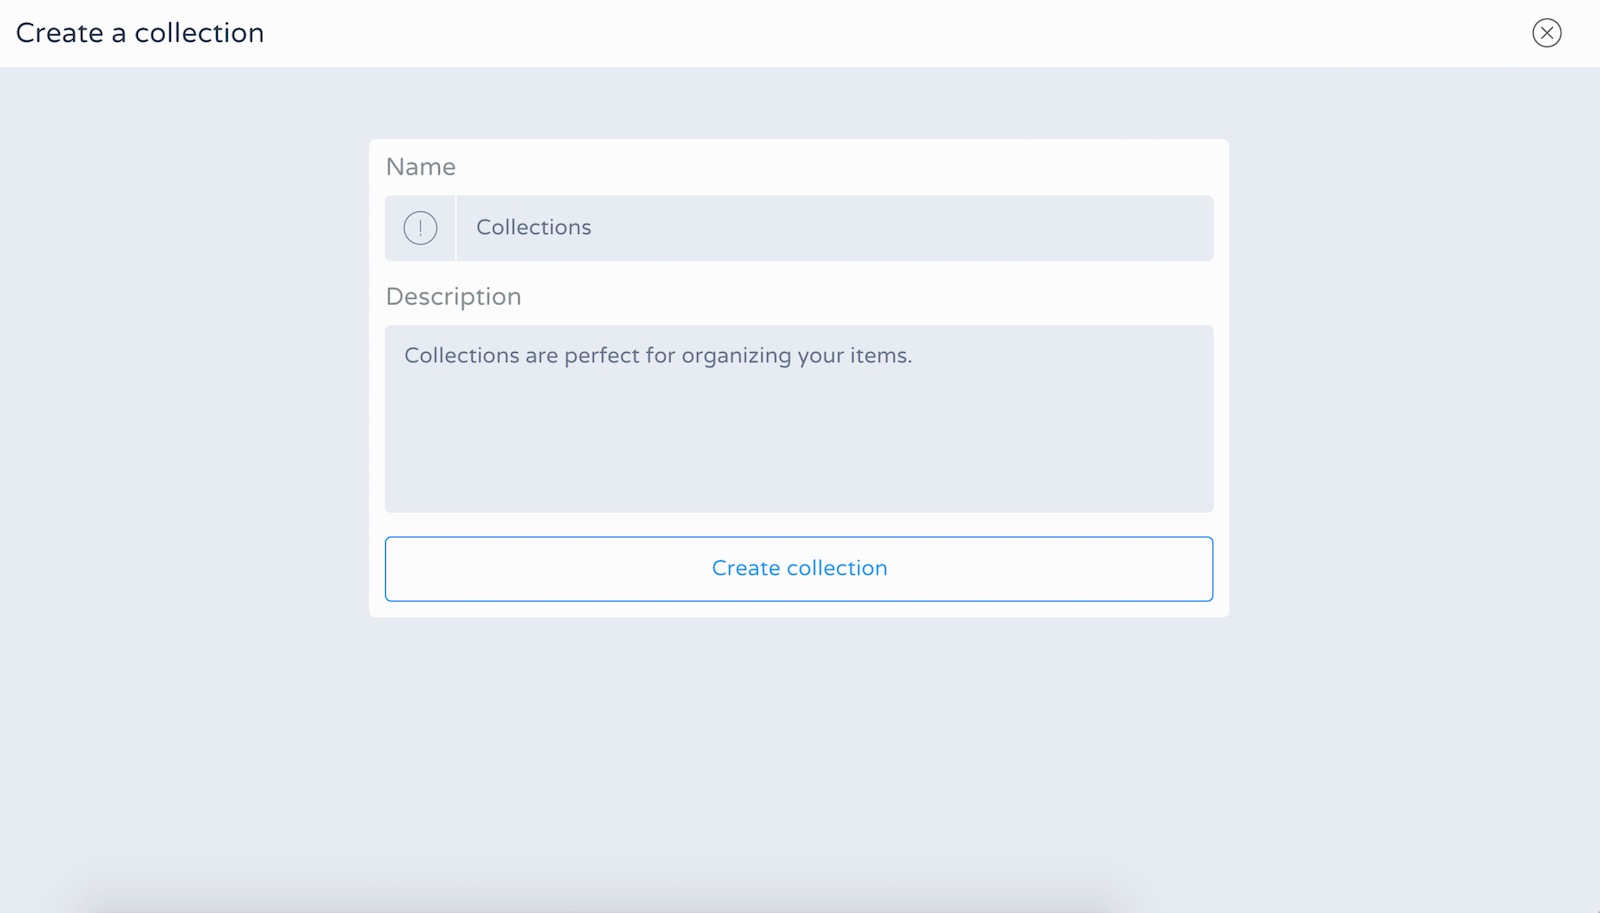 Create a collection
Name
Collections
Description
Collections are perfect for organizing your items.
Create collection